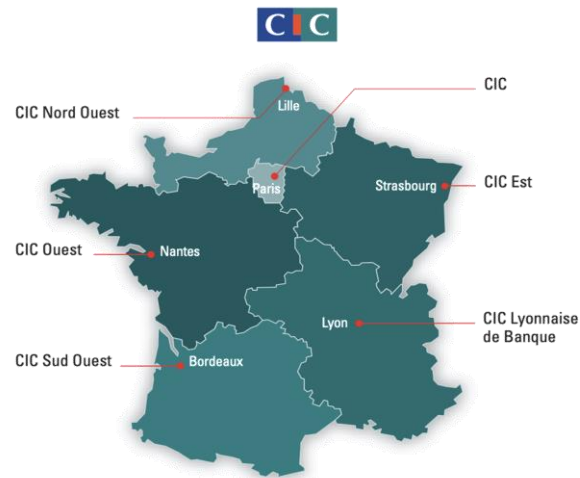 CIC
CIC
Lille
CIC Nord Ouest
Paris
Strasbourg
CIC Est
CIC Ouest
Nantes
Lyon
CIC Lyonnaise
de Banque
CIC Sud Ouest
Bordeaux